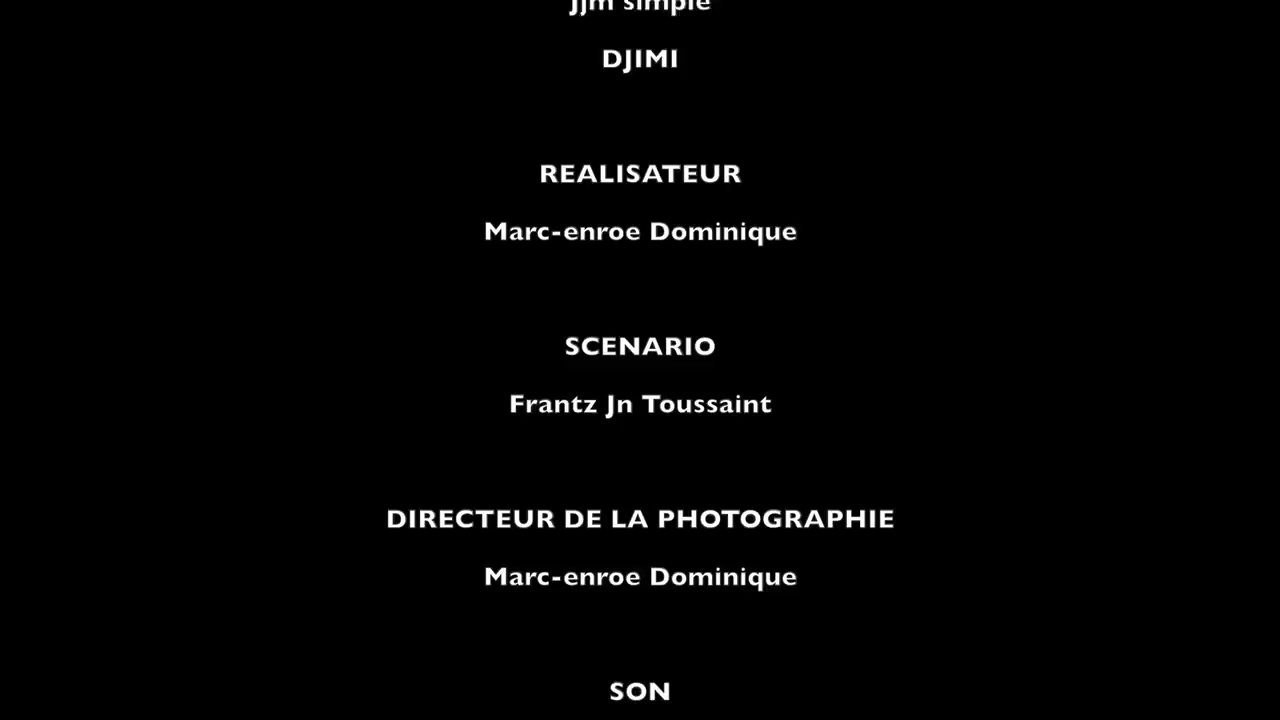 Jjm simple
DJIMI
REALISATEUR
Marc-enroe Dominique
SCENARIO
Frantz Jn Toussaint
DIRECTEUR DE LA PHOTOGRAPHIE
Marc-enroe Dominique
SON